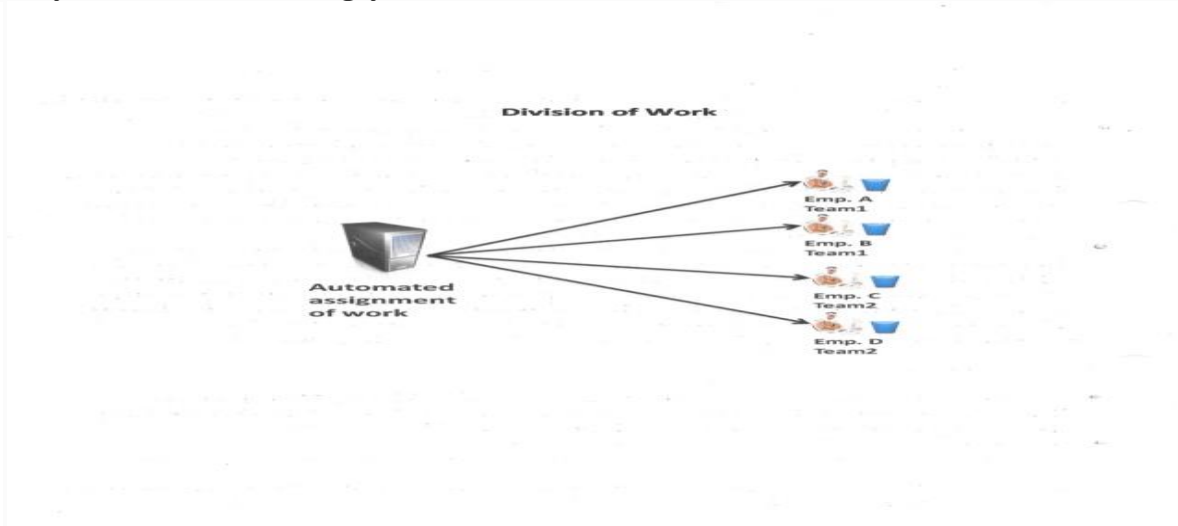 Division of Work
Emp. A
Team1
Emp. B
Team1
Automated
assignment
of work
Emp. C
Team2
Emp. D
Team2